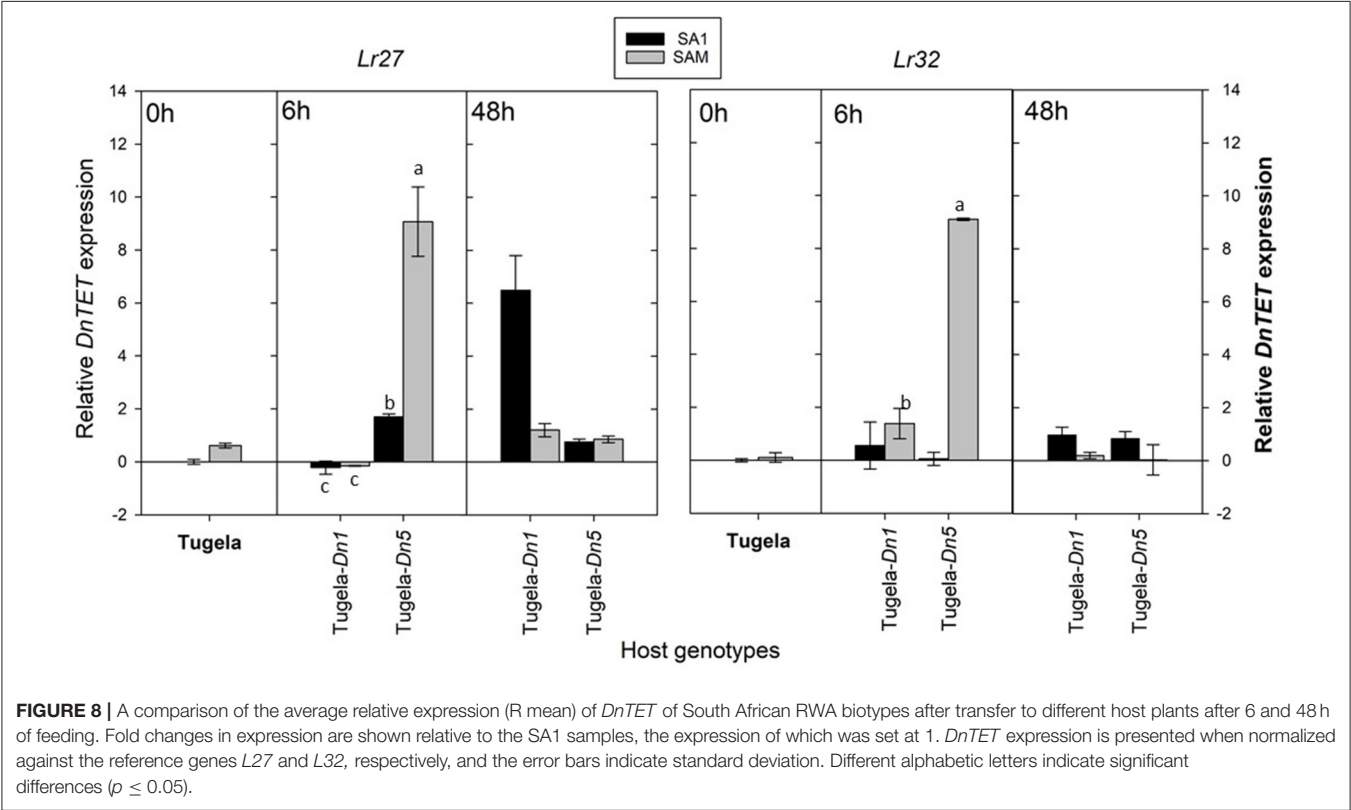 SA1
SAM
Lr27
Lr32
0h
6h
48h
0h
6h
48h
14
12
10
8
6
4
2
0
-2
14
12
10
8
6
4
2
0
-2
Relative DnTET expression
Relative DnTET expression
c
c
b
a
b
a
Tugela
Tugela-Dn1
Tugela-Dn5
Tugela-Dn1
Tugela-Dn5
Tugela
Tugela-Dn1
Tugela-Dn5
Tugela-Dn1
Tugela-Dn5
Host genotypes
FIGURE 8 | A comparison of the average relative expression (R mean) of DnTET of South African RWA biotypes after transfer to different host plants after 6 and 48 h
of feeding. Fold changes in expression are shown relative to the SA1 samples, the expression of which was set at 1. DnTET expression is presented when normalized
against the reference genes L27 and L32, respectively, and the error bars indicate standard deviation. Different alphabetic letters indicate significant
differences (p ≤ 0.05).